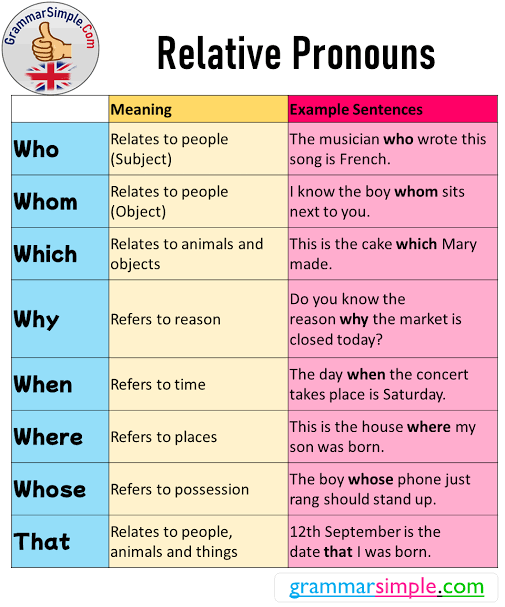 GrammarSimple.Com
Relative Pronouns
Meaning
Example Sentences
Who
Relates to people
(Subject)
The musician who wrote this
song is French.
Whom
Relates to people
(Object)
I know the boy whom sits
next to you.
Which
Relates to animals and
objects
This is the cake which Mary
made.
Why
Refers to reason
Do you know the
reason why the market is
closed today?
When
Refers to time
The day when the concert
takes place is Saturday.
Where
Refers to places
This is the house where my
son was born.
Whose
Refers to possession
The boy whose phone just
rang should stand up.
That
Relates to people,
animals and things
12th September is the
date that I was born.
grammarsimple.com